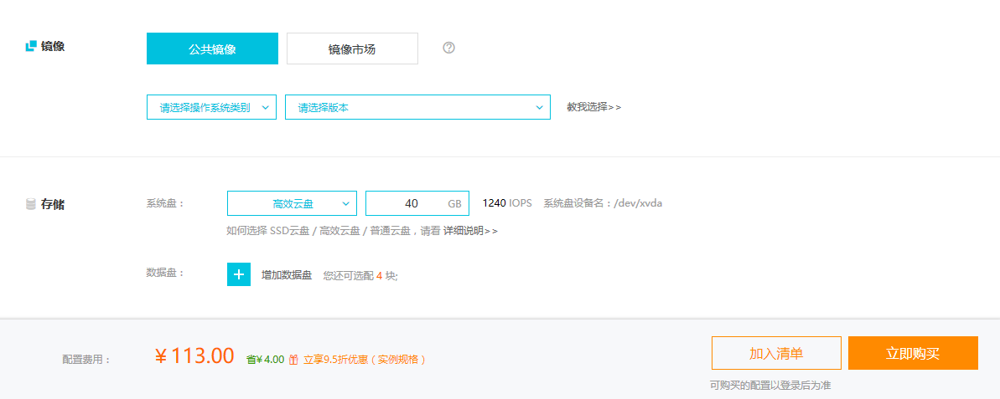 镜像 公共镜像 镜像市场
请选择操作系统类别 请选择版本 教我选择>>
存储 系统盘： 高效云盘 40 GB 1240 IOPS 系统盘设备名：/dev/xvda
如何选择 SSD云盘 / 高效云盘 / 普通云盘，请看 详细说明>>
数据盘： 增加数据盘 您还可选配 4 块;
配置费用： ¥ 113.00 省¥ 4.00 立享9.5折优惠（实例规格） 加入清单 立即购买
可购买的配置以登录后为准